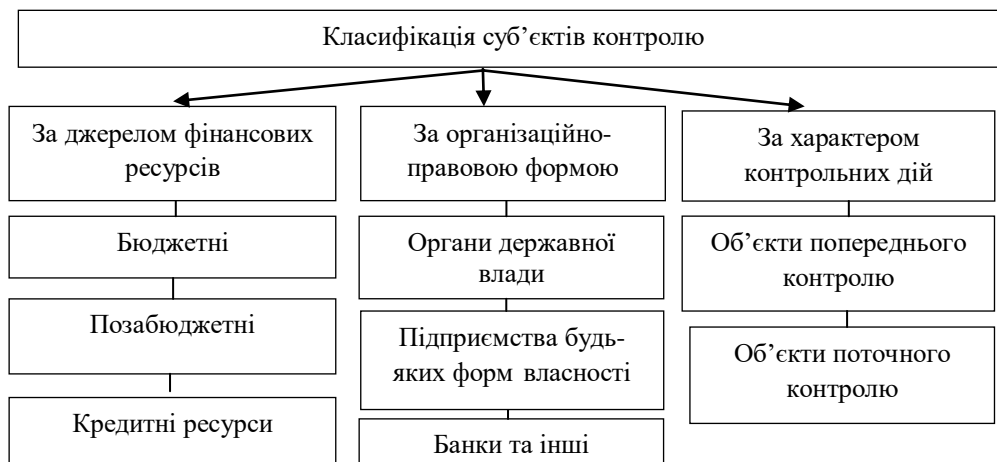 Класифікація суб’єктів контролю
За джерелом фінансових
ресурсів
Бюджетні
Позабюджетні
Кредитні ресурси
За організаційно-
правовою формою
Органи державної
влади
Підприємства будь-
яких форм власності
Банки та інші
За характером
контрольних дій
Об’єкти попереднього
контролю
Об’єкти поточного
контролю